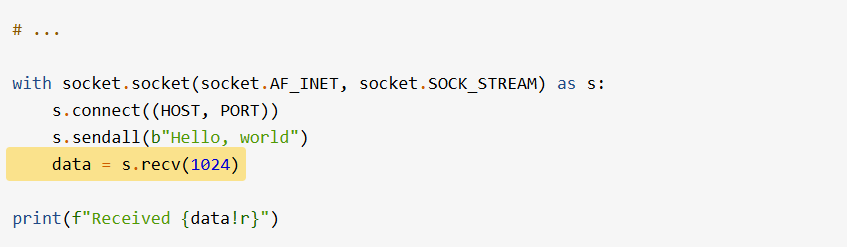 # ...
with socket.socket(socket.AF_INET, socket.SOCK_STREAM) as s:
    s.connect((HOST, PORT))
    s.sendall(b"Hello, world")
    data = s.recv(1024)
print(f"Received {data!r}")